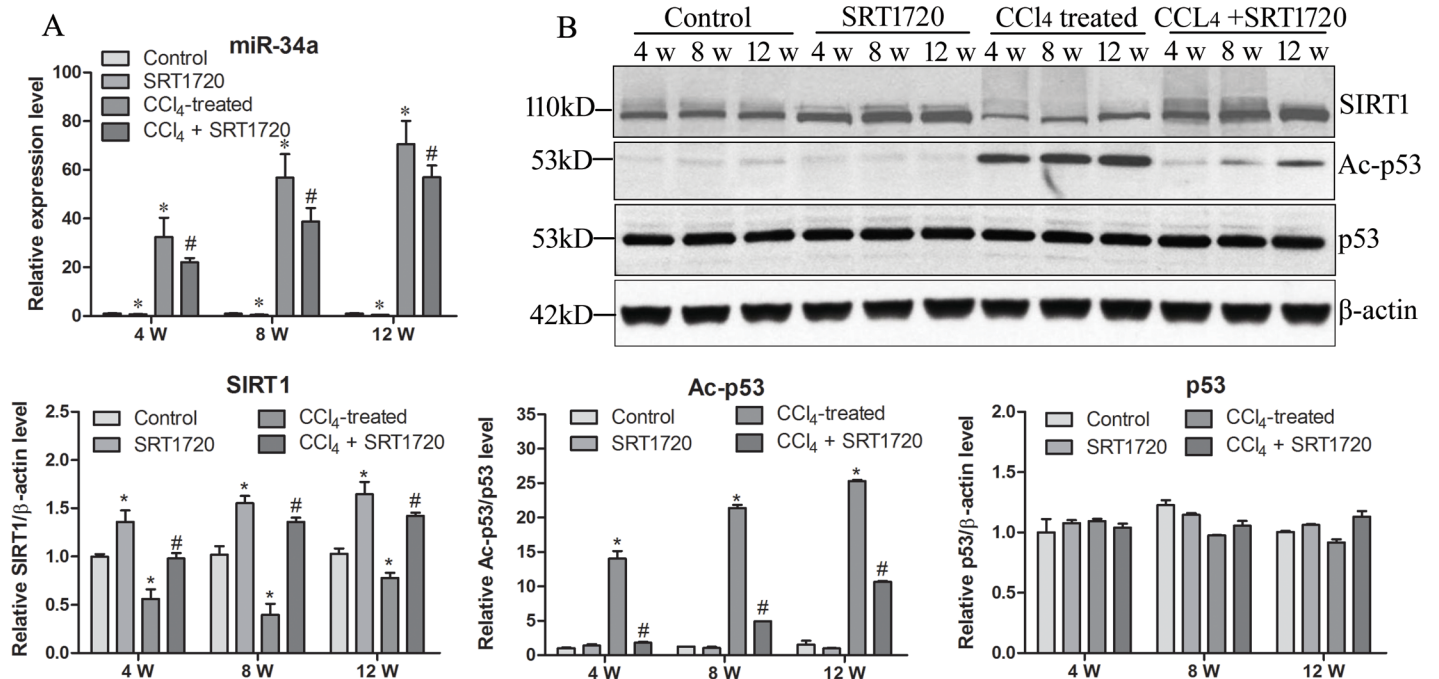 A
miR-34a
Relative expression level
100
80
60
40
20
0
Control
SRT1720
CCl4-treated
CCl4 + SRT1720
* * #
* * #
* * #
4 W 8 W 12 W
B
Control SRT1720 CCl4 treated CCL4 +SRT1720
4 w 8 w 12 w 4 w 8 w 12 w 4 w 8 w 12 w 4 w 8 w 12 w
110kD SIRT1
53kD Ac-p53
53kD p53
42kD β-actin
SIRT1
Relative SIRT1/β-actin level
2.5
2.0
1.5
1.0
0.5
0.0
Control CCl4-treated
SRT1720 CCl4 + SRT1720
* * #
* * #
* * #
4 W 8 W 12 W
Ac-p53
Relative Ac-p53/p53 level
35
30
25
20
15
10
5
0
Control CCl4-treated
SRT1720 CCl4 + SRT1720
* #
* #
* #
4 W 8 W 12 W
p53
Relative p53/β-actin level
2.0
1.5
1.0
0.5
0.0
Control CCl4-treated
SRT1720 CCl4 + SRT1720
4 W 8 W 12 W